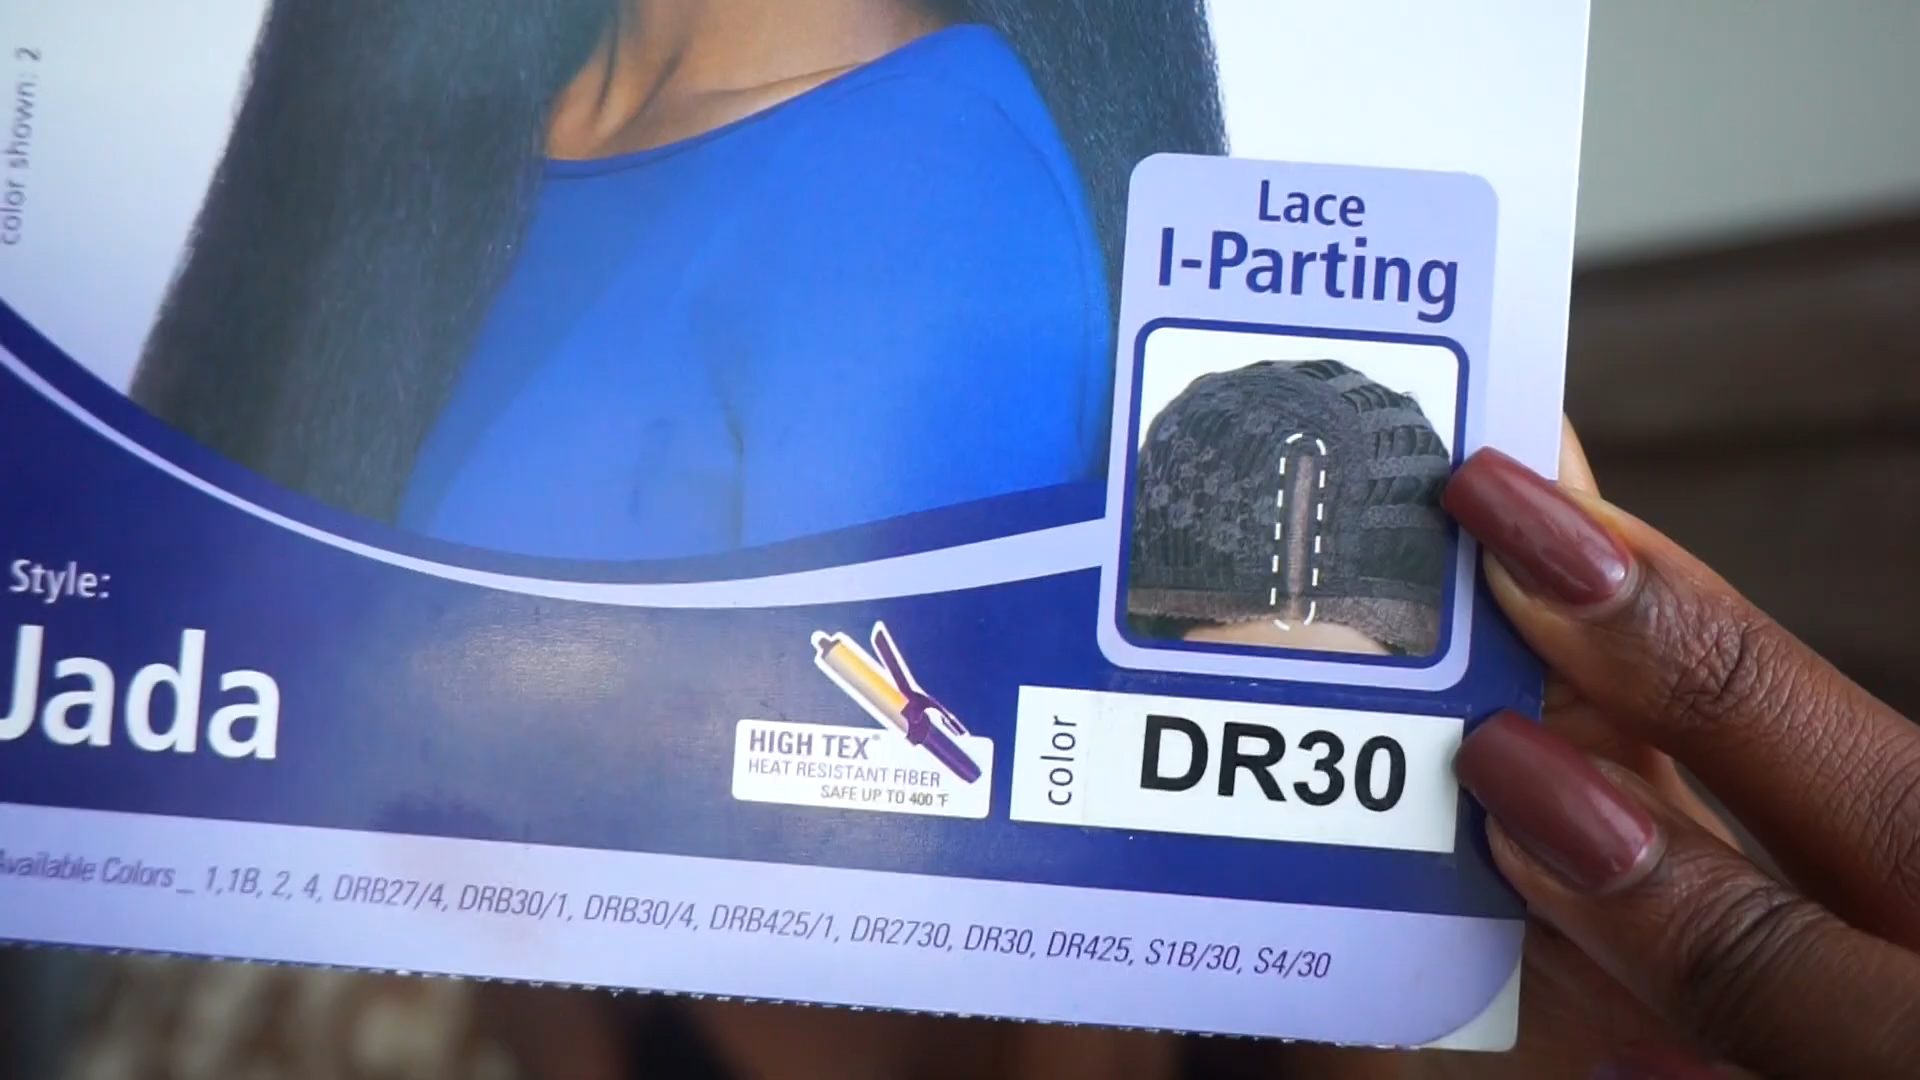 color shown: 2
Lace
I-Parting
Style:
Jada
HIGH TEX®
HEAT RESISTANT FIBER
SAFE UP TO 400 °F
color
DR30
Available Colors_ 1,1B, 2, 4, DRB27/4, DRB30/1, DRB30/4, DRB425/1, DR2730, DR30, DR425, S1B/30, S4/30